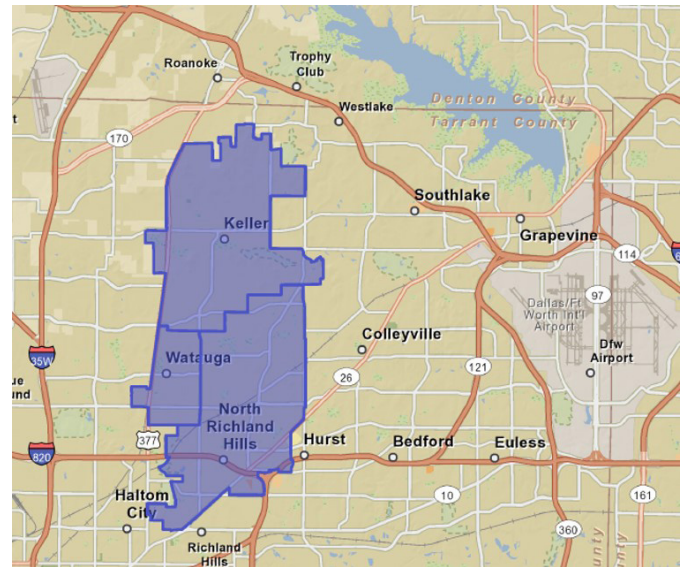 Roanoke
Trophy
Club
Westlake
Denton County
Tarrant County
170
Southlake
Keller
Grapevine
114
Dallas/Ft
Worth Int'l
Airport
97
Colleyville
Watauga
Dfw
Airport
35W
121
26
North
Richland
Hills
377
Hurst
Bedford
Euless
820
Haltom
City
10
161
Richland
Hills
360